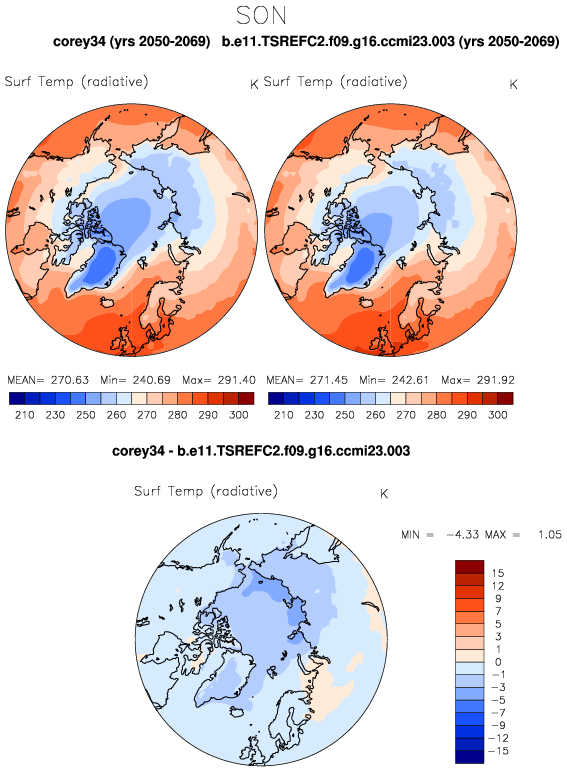 SON
corey34 (yrs 2050-2069) b.e11.TSREFC2.f09.g16.ccmi23.003 (yrs 2050-2069)
Surf Temp (radiative) K Surf Temp (radiative) K
MEAN= 270.63 Min= 240.69 Max= 291.40 MEAN= 271.45 Min= 242.61 Max= 291.92
210 230 250 260 270 280 290 300 210 230 250 260 270 280 290 300
corey34 - b.e11.TSREFC2.f09.g16.ccmi23.003
Surf Temp (radiative) K
MIN = -4.33 MAX = 1.05
15
12
9
7
5
3
1
0
-1
-3
-5
-7
-9
-12
-15